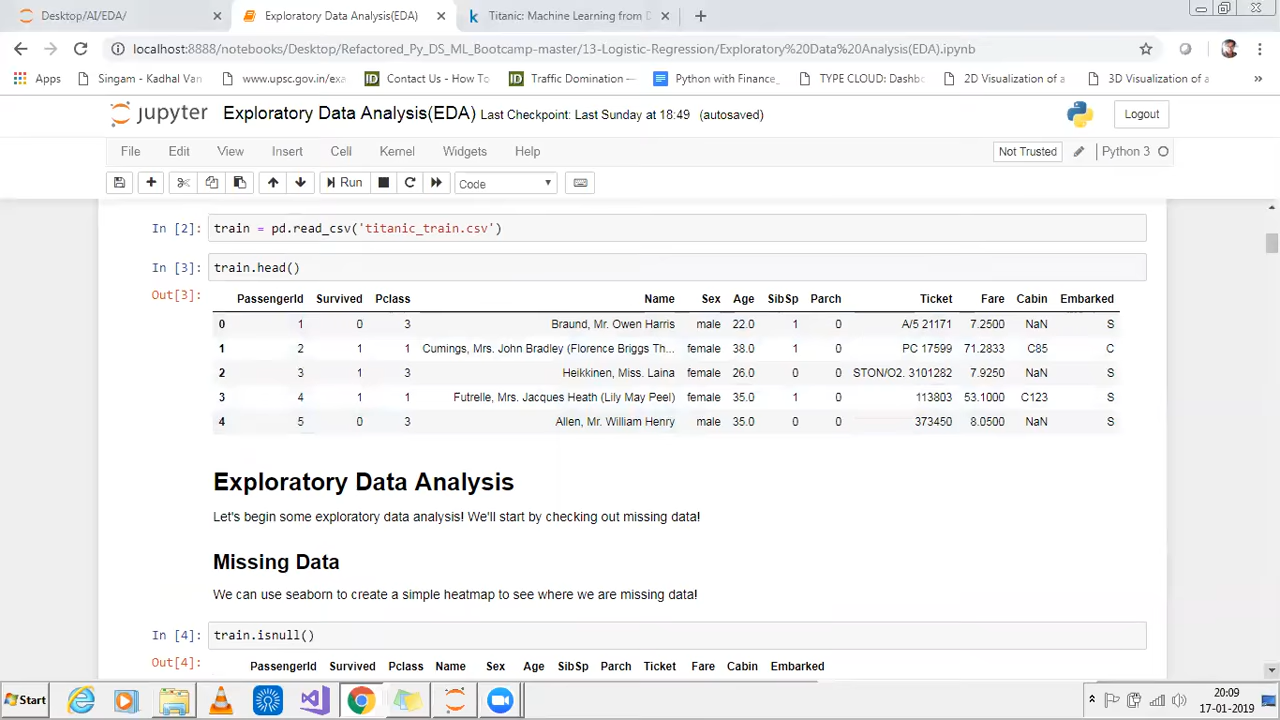 Desktop/AI/EDA/ Exploratory Data Analysis(EDA) Titanic: Machine Learning from D
localhost:8888/notebooks/Desktop/Refactored_Py_DS_ML_Bootcamp-master/13-Logistic-Regression/Exploratory%20Data%20Analysis(EDA).ipynb
Apps Singam - Kadhal Van www.upsc.gov.in/exa Contact Us - How To Traffic Domination — Python with Finance_ TYPE CLOUD: Dashb 2D Visualization of a 3D Visualization of a »
jupyter Exploratory Data Analysis(EDA) Last Checkpoint: Last Sunday at 18:49 (autosaved) Logout
File Edit View Insert Cell Kernel Widgets Help Not Trusted Python 3
Run Code
In [2]: train = pd.read_csv('titanic_train.csv')
In [3]: train.head()
Out[3]: PassengerId Survived Pclass Name Sex Age SibSp Parch Ticket Fare Cabin Embarked
0 1 0 3 Braund, Mr. Owen Harris male 22.0 1 0 A/5 21171 7.2500 NaN S
1 2 1 1 Cumings, Mrs. John Bradley (Florence Briggs Th... female 38.0 1 0 PC 17599 71.2833 C85 C
2 3 1 3 Heikkinen, Miss. Laina female 26.0 0 0 STON/O2. 3101282 7.9250 NaN S
3 4 1 1 Futrelle, Mrs. Jacques Heath (Lily May Peel) female 35.0 1 0 113803 53.1000 C123 S
4 5 0 3 Allen, Mr. William Henry male 35.0 0 0 373450 8.0500 NaN S
Exploratory Data Analysis
Let's begin some exploratory data analysis! We'll start by checking out missing data!
Missing Data
We can use seaborn to create a simple heatmap to see where we are missing data!
In [4]: train.isnull()
Out[4]: PassengerId Survived Pclass Name Sex Age SibSp Parch Ticket Fare Cabin Embarked
Start 20:09
17-01-2019